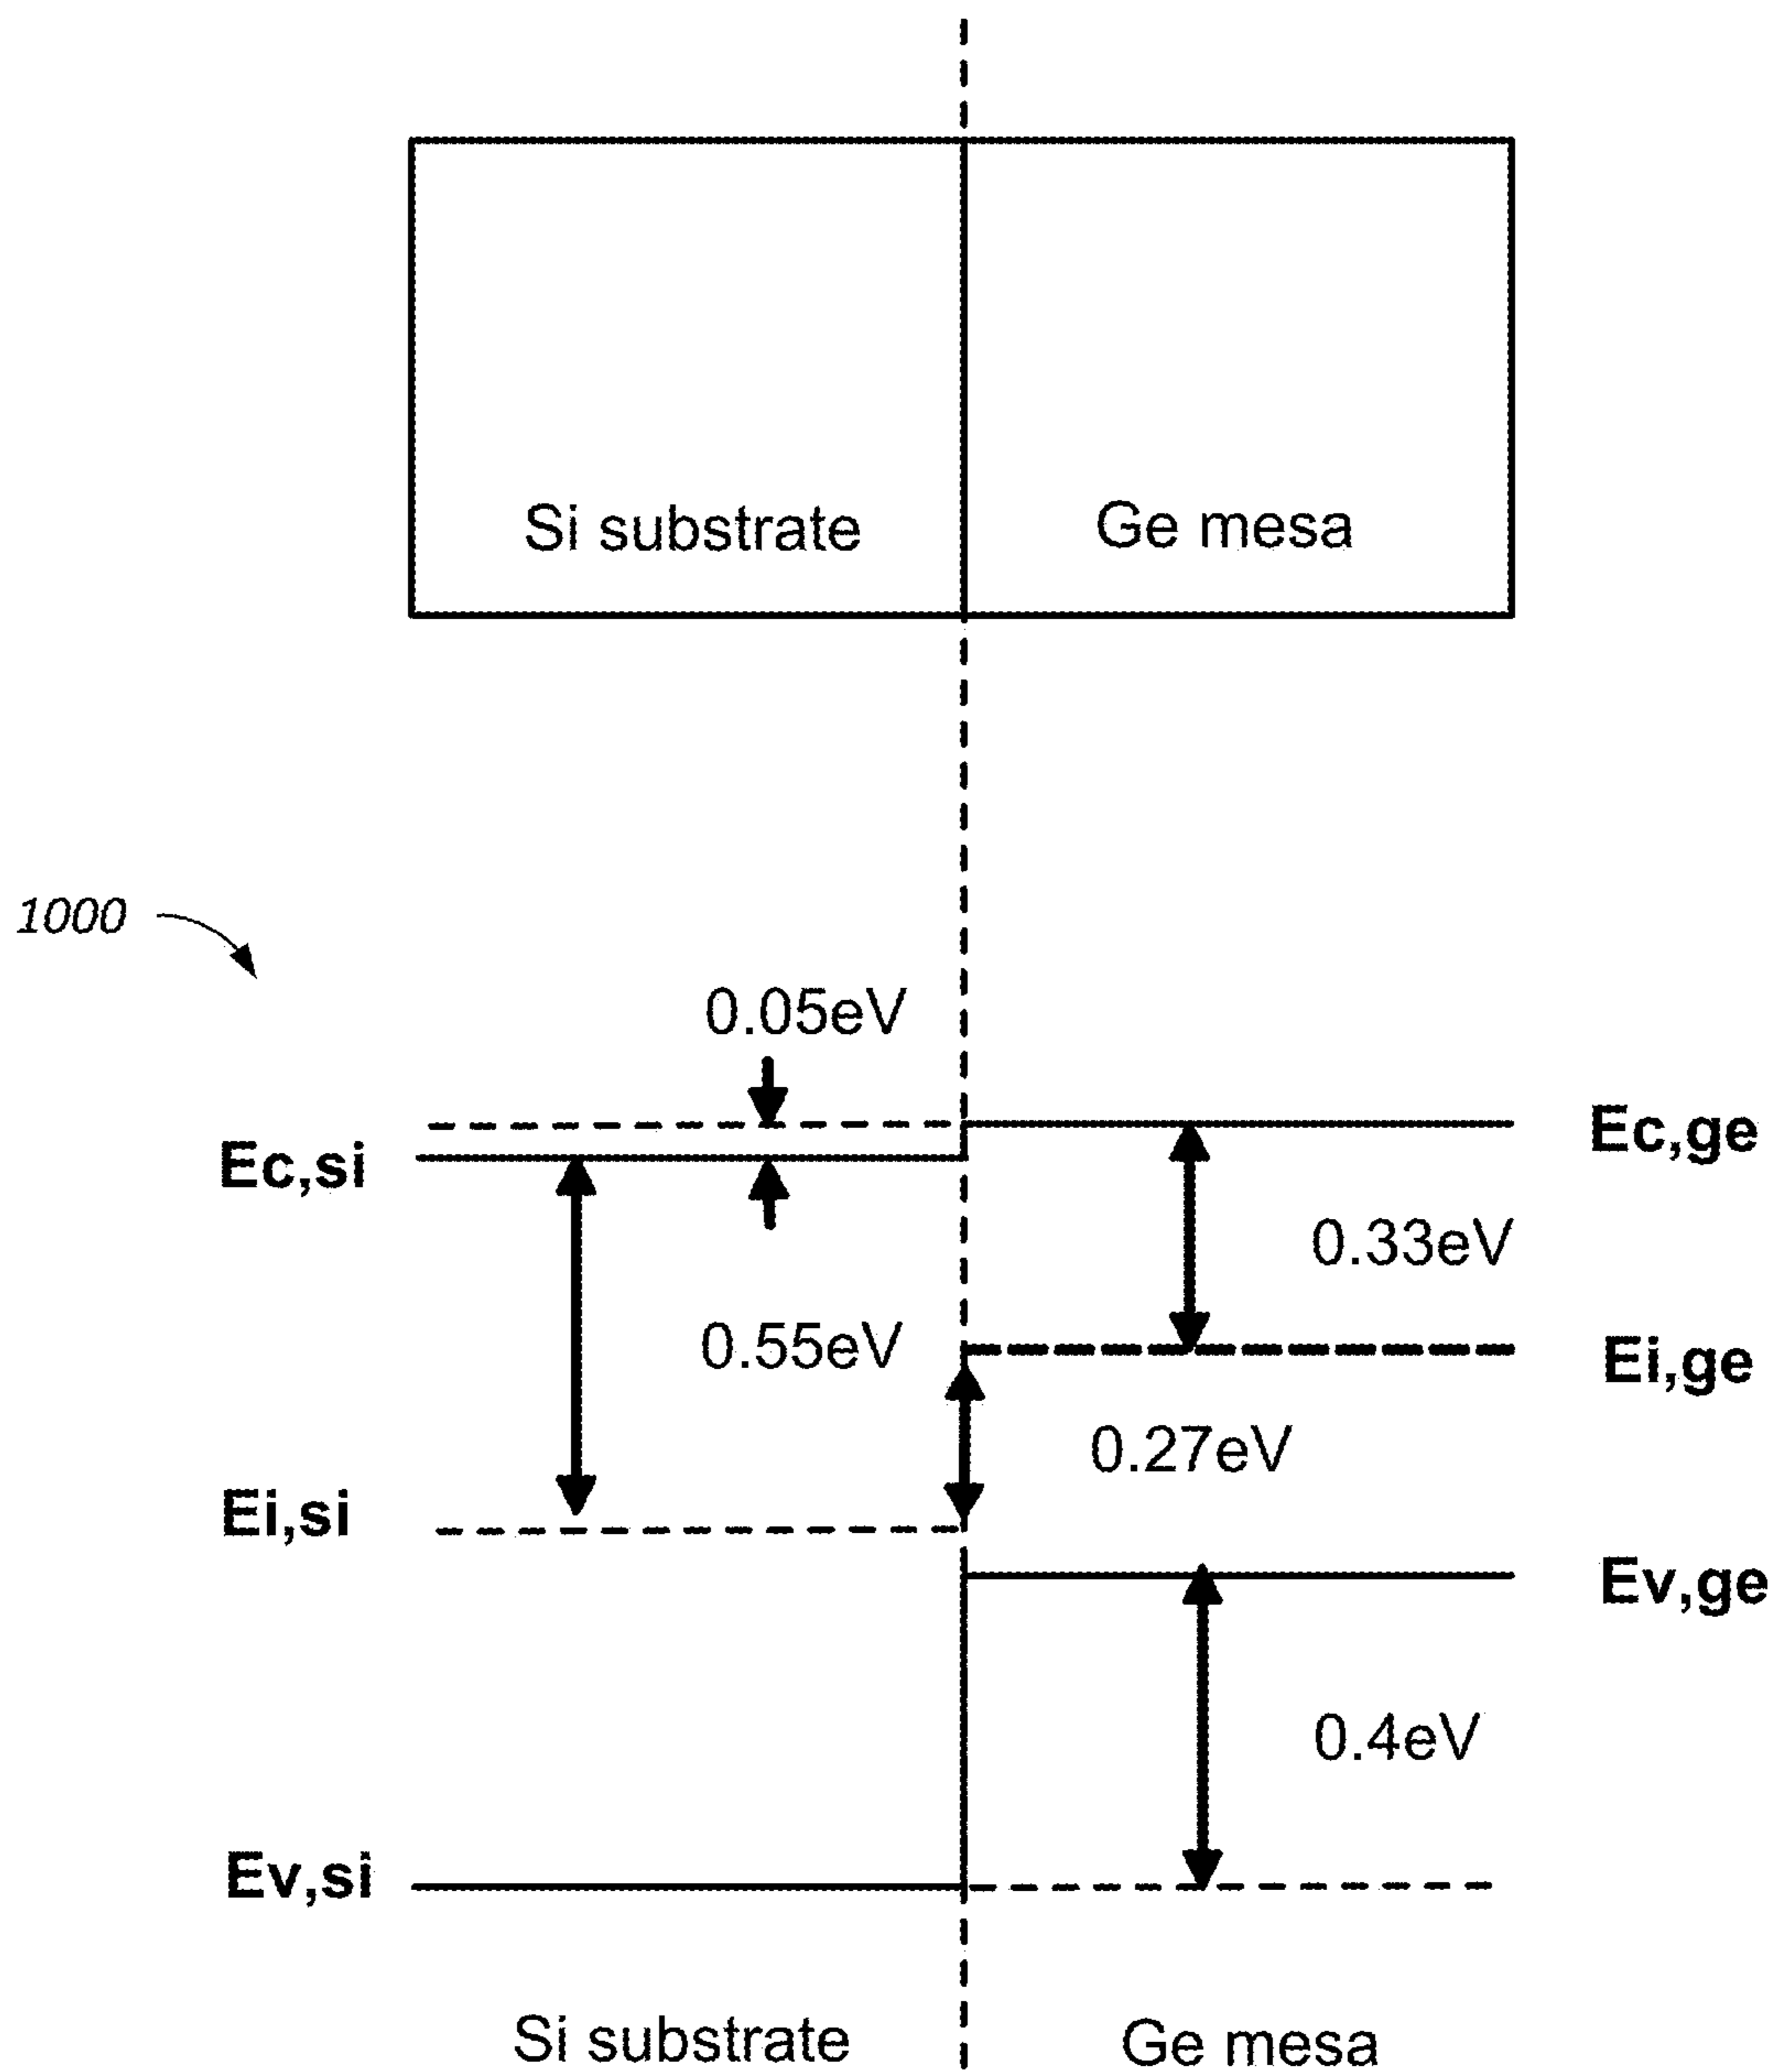 Si substrate
Ge mesa
1000
0.05eV
Ec,si
Ec,ge
0.33eV
0.55eV
Ei,ge
0.27eV
Ei,si
Ev,ge
0.4eV
Ev,si
Si substrate
Ge mesa